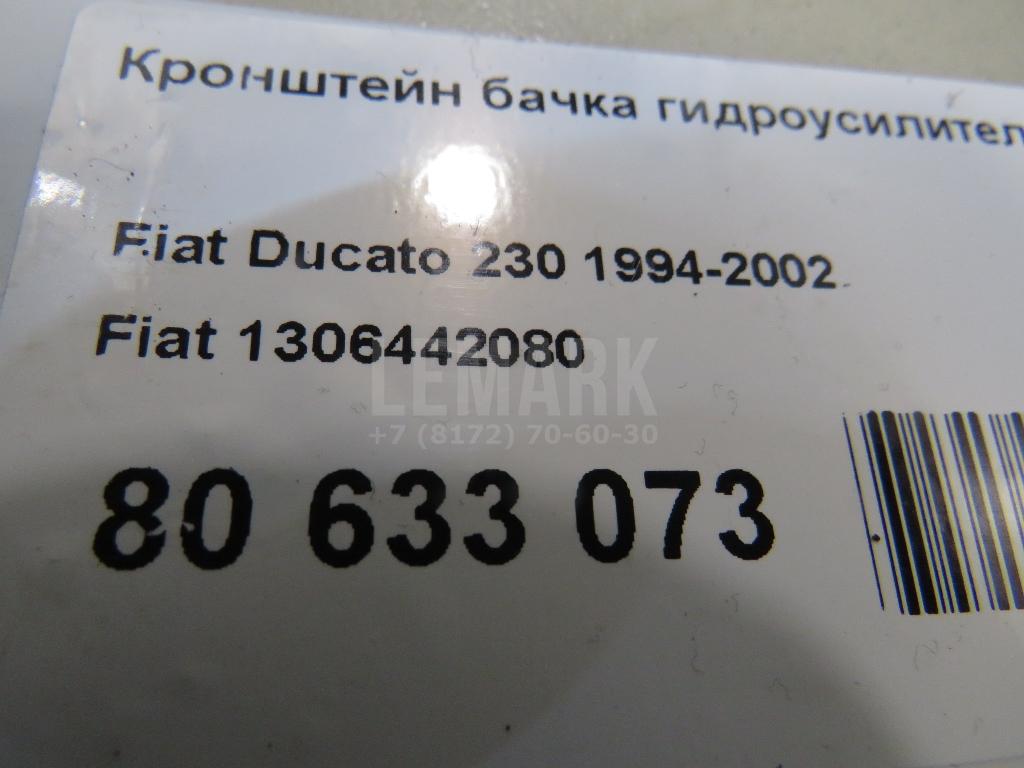 Кронштейн бачка гидроусилител
Fiat Ducato 230 1994-2002
Fiat 1306442080
LEMARK
+7 (8172) 70-60-30
80 633 073